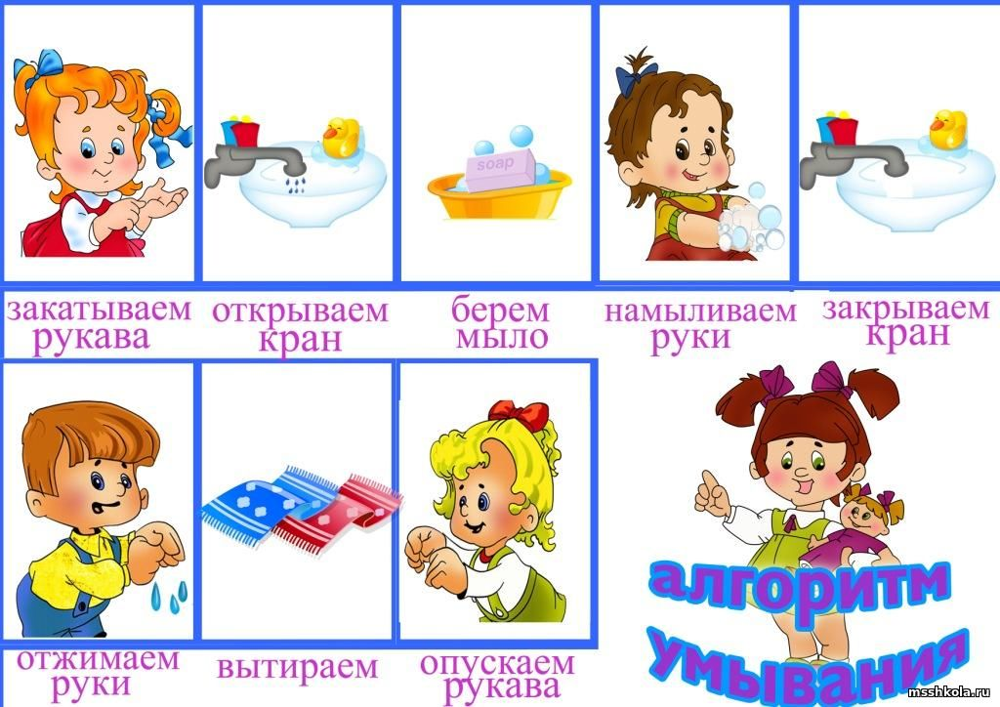 soap
закатываем
рукава
открываем
кран
берем
мыло
намыливаем
руки
закрываем
кран
отжимаем
руки
вытираем
опускаем
рукава
алгоритм
умывания
msshkola.ru